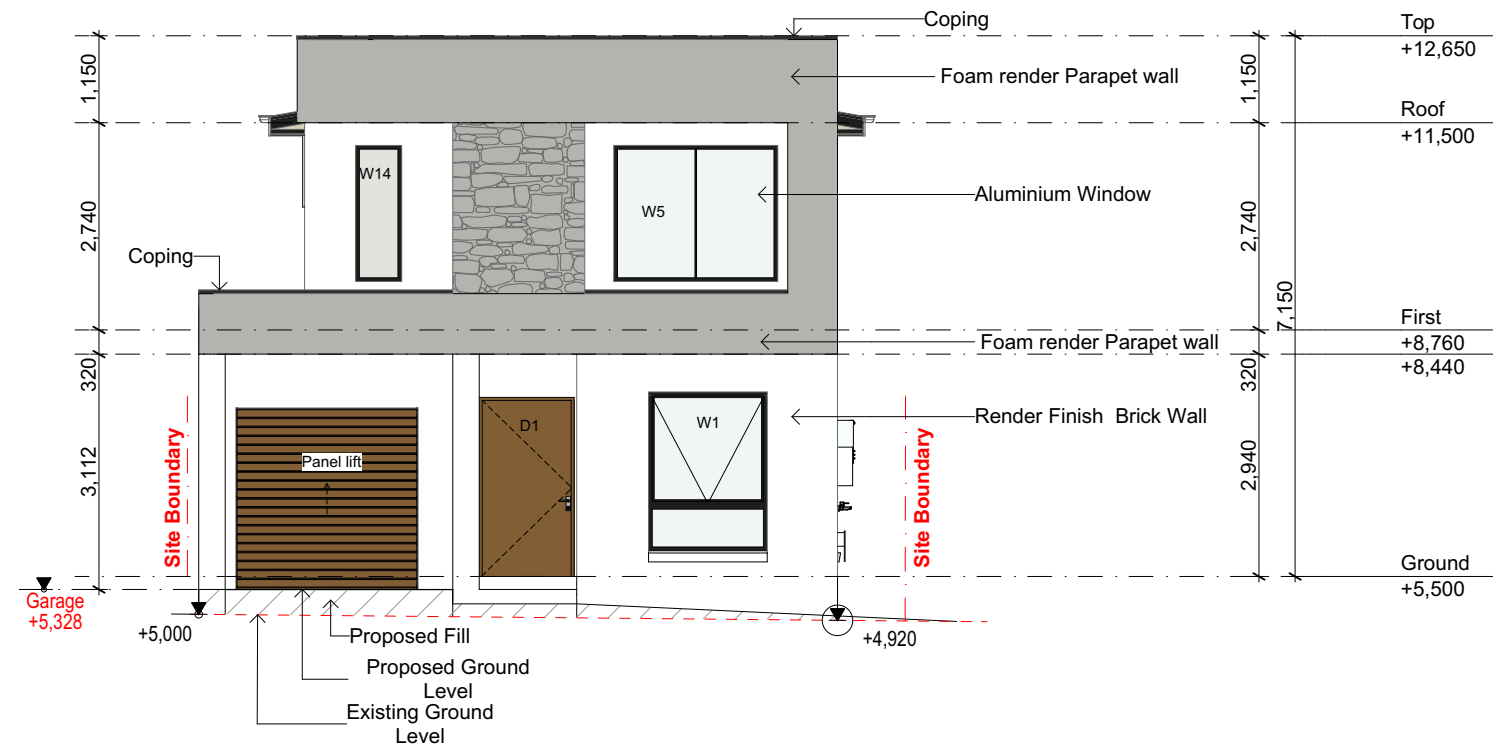 Coping
Top
+12,650
1,150
1,150
Foam render Parapet wall
Roof
+11,500
W14
Aluminium Window
W5
2,740
2,740
Coping
7,150
First
+8,760
Foam render Parapet wall
+8,440
320
320
Render Finish  Brick Wall
D1
W1
Panel lift
3,112
2,940
Site Boundary
Site Boundary
Ground
+5,500
Garage
+5,328
+5,000
Proposed Fill
+4,920
Proposed Ground
Level
Existing Ground
Level